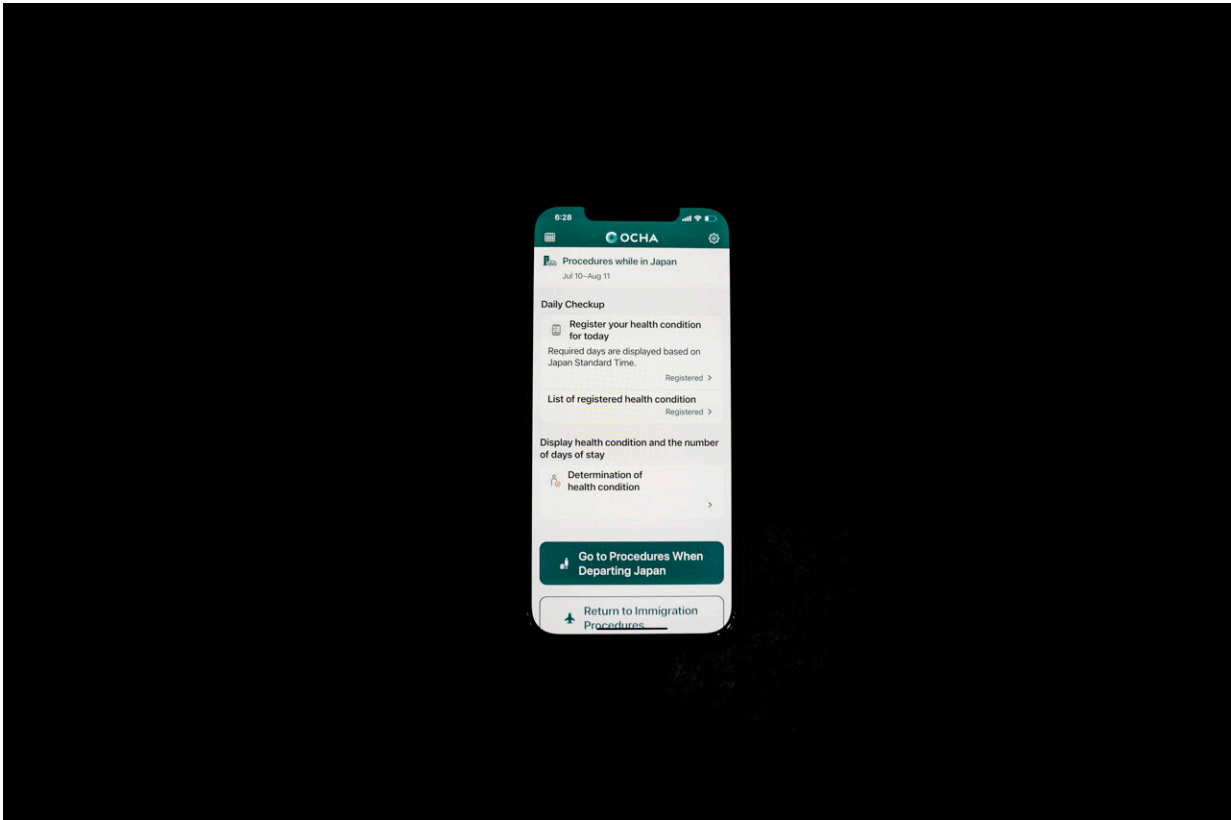 6:28
OCHA
Procedures while in Japan
Jul 10~Aug 11
Daily Checkup
Register your health condition
for today
Required days are displayed based on
Japan Standard Time.
Registered >
List of registered health condition
Registered >
Display health condition and the number
of days of stay
Determination of
health condition
>
Go to Procedures When
Departing Japan
Return to Immigration
Procedures